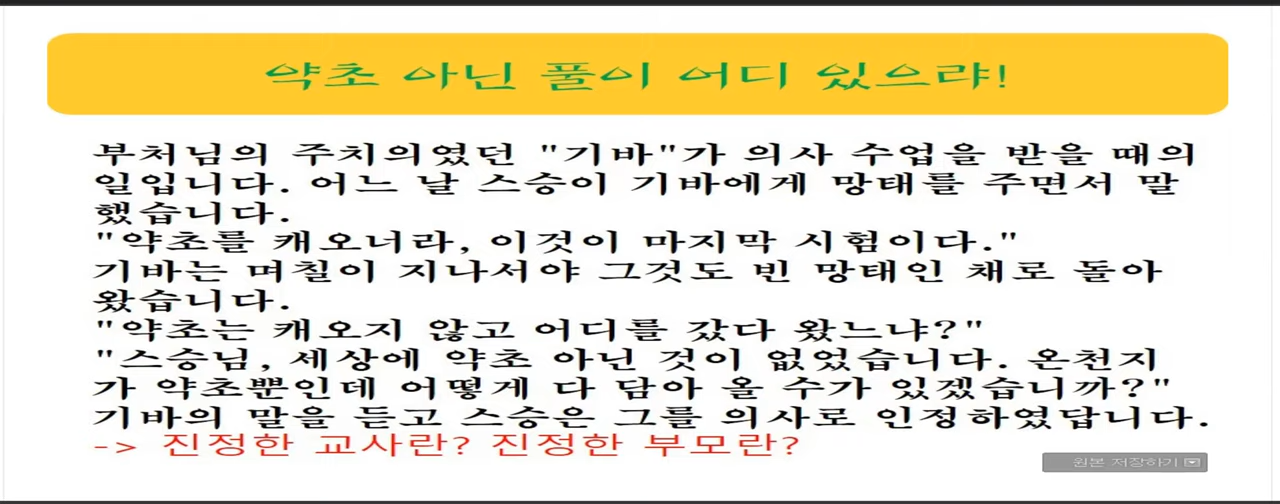 약초 아닌 풀이 어디 있으랴!
부처님의 주치의였던 "기바"가 의사 수업을 받을 때의
일입니다. 어느 날 스승이 기바에게 망태를 주면서 말
했습니다.
"약초를 캐오너라, 이것이 마지막 시험이다."
기바는 며칠이 지나서야 그것도 빈 망태인 채로 돌아
왔습니다.
"약초는 캐오지 않고 어디를 갔다 왔느냐?"
"스승님, 세상에 약초 아닌 것이 없었습니다. 온천지
가 약초뿐인데 어떻게 다 담아 올 수가 있겠습니까?"
기바의 말을 듣고 스승은 그를 의사로 인정하였답니다.
-> 진정한 교사란? 진정한 부모란?
원본 저장하기